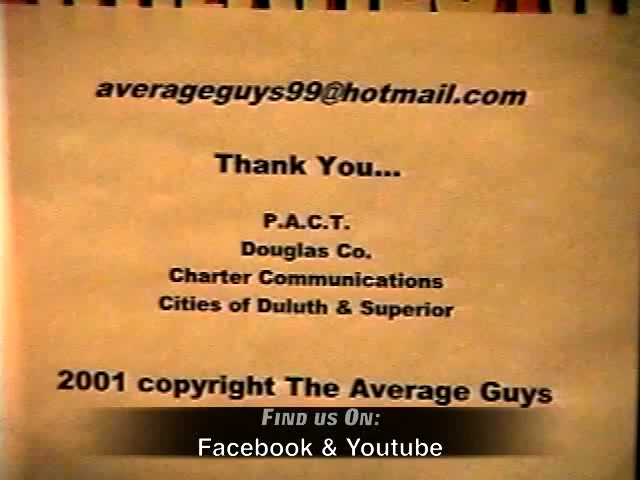 averageguys99@hotmail.com
Thank You...
P.A.C.T.
Douglas Co.
Charter Communications
Cities of Duluth & Superior
2001 copyright The Average Guys
FIND US ON:
Facebook & Youtube